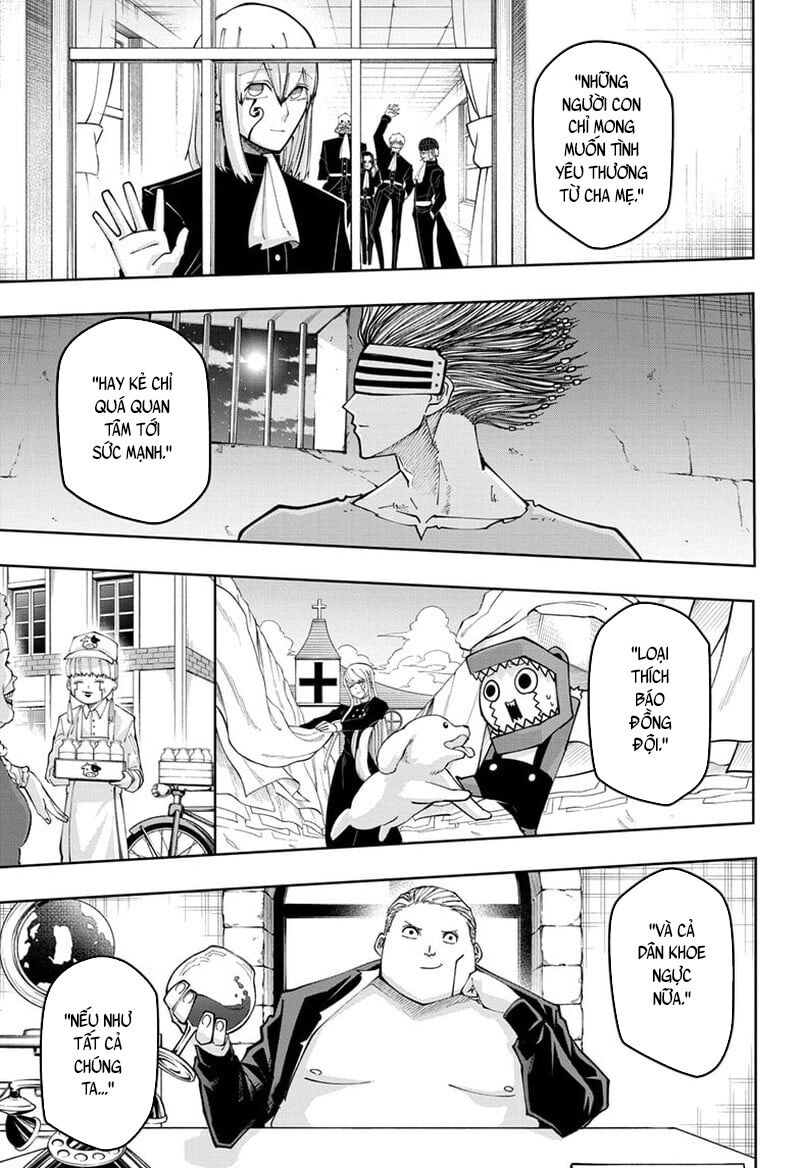 "NHỮNG
NGƯỜI CON
CHỈ MONG
MUỐN TÌNH
YÊU THƯƠNG
TỪ CHA MẸ."
"HAY KẺ CHỈ
QUÁ QUAN
TÂM TỚI
SỨC MẠNH."
"LOẠI
THÍCH
BÁO
ĐỒNG
ĐỘI."
"VÀ CẢ
DÂN KHOE
NGỰC
NỮA."
"NẾU NHƯ
TẤT CẢ
CHÚNG
TA..."